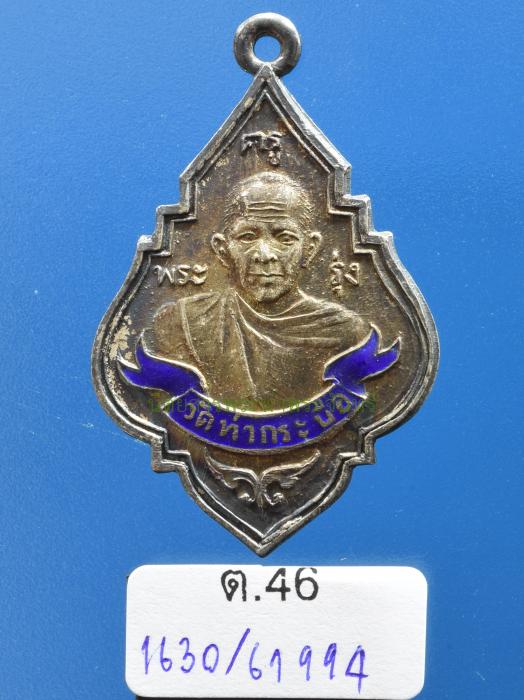 ครู
พระ รุ่ง
วัดท่ากระบือ
ต.46
1630/61994